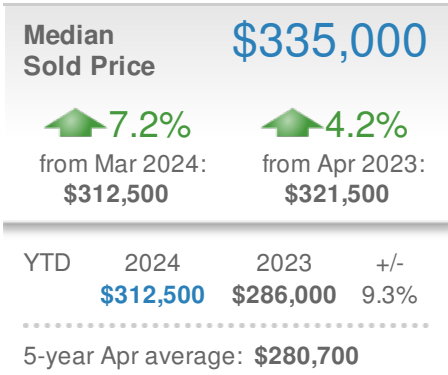 Median $335,000
Sold Price
7.2% 4.2%
from Mar 2024: from Apr 2023:
$312,500 $321,500
YTD 2024 2023 +/-
$312,500 $286,000 9.3%
5-year Apr average: $280,700